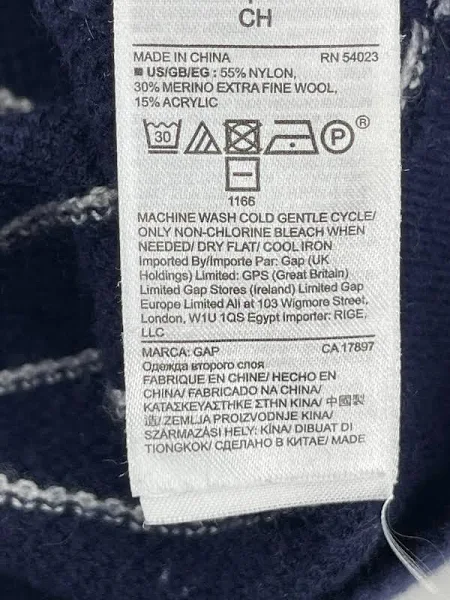 CH
MADE IN CHINA RN 54023
■ US/GB/EG : 55% NYLON,
30% MERINO EXTRA FINE WOOL,
15% ACRYLIC
30 P ®
1166
MACHINE WASH COLD GENTLE CYCLE/
ONLY NON-CHLORINE BLEACH WHEN
NEEDED/ DRY FLAT/ COOL IRON
Imported By/Importe Par: Gap (UK
Holdings) Limited: GPS (Great Britain)
Limited Gap Stores (Ireland) Limited Gap
Europe Limited All at 103 Wigmore Street,
London, W1U 1QS Egypt Importer: RIGE,
LLC
MARCA: GAP CA 17897
Одежда второго слоя
FABRIQUE EN CHINE/ HECHO EN
CHINA/ FABRICADO NA CHINA/
ΚΑΤΑΣΚΕΥΑΣΤΗΚΕ ΣΤΗΝ ΚΙΝΑ/ 中國製
造/ ZEMLJA PROIZVODNJE KINA/
SZÁRMAZÁSI HELY: KÍNA/ DIBUAT DI
TIONGKOK/ СДЕЛАНО В КИТАЕ/ MADE